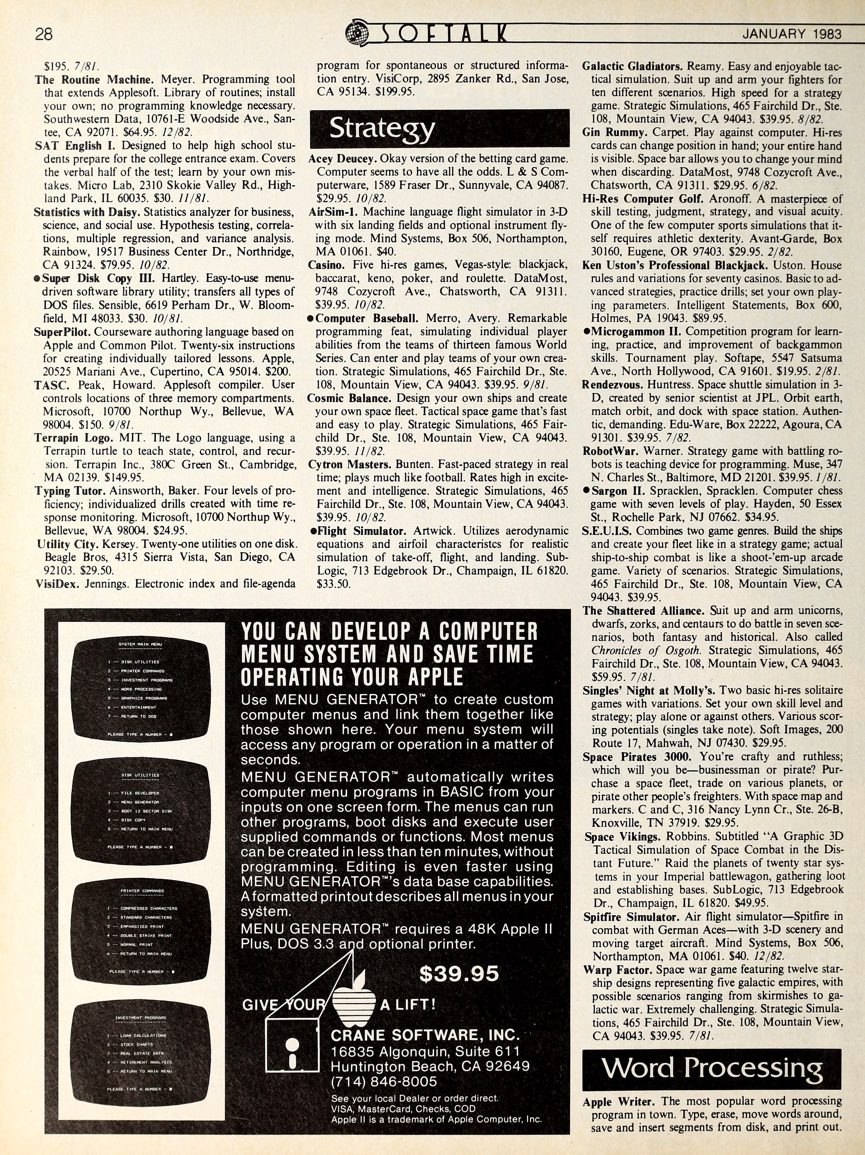 28
SOFTALK
JANUARY 1983
$195. 7/81.
The Routine Machine. Meyer. Programming tool
that extends Applesoft. Library of routines; install
your own; no programming knowledge necessary.
Southwestern Data, 10761-E Woodside Ave., San-
tee, CA 92071. $64.95. 12/82.
SAT English I. Designed to help high school stu-
dents prepare for the college entrance exam. Covers
the verbal half of the test; learn by your own mis-
takes. Micro Lab, 2310 Skokie Valley Rd., High-
land Park, IL 60035. $30. 11/81.
Statistics with Daisy. Statistics analyzer for business,
science, and social use. Hypothesis testing, correla-
tions, multiple regression, and variance analysis.
Rainbow, 19517 Business Center Dr., Northridge,
CA 91324. $79.95. 10/82.
●Super Disk Copy III. Hartley. Easy-to-use menu-
driven software library utility; transfers all types of
DOS files. Sensible, 6619 Perham Dr., W. Bloom-
field, MI 48033. $30. 10/81.
SuperPilot. Courseware authoring language based on
Apple and Common Pilot. Twenty-six instructions
for creating individually tailored lessons. Apple,
20525 Mariani Ave., Cupertino, CA 95014. $200.
TASC. Peak, Howard. Applesoft compiler. User
controls locations of three memory compartments.
Microsoft, 10700 Northup Wy., Bellevue, WA
98004. $150. 9/81.
Terrapin Logo. MIT. The Logo language, using a
Terrapin turtle to teach state, control, and recur-
sion. Terrapin Inc., 380C Green St., Cambridge,
MA 02139. $149.95.
Typing Tutor. Ainsworth, Baker. Four levels of pro-
ficiency; individualized drills created with time re-
sponse monitoring. Microsoft, 10700 Northup Wy.,
Bellevue, WA 98004. $24.95.
Utility City. Kersey. Twenty-one utilities on one disk.
Beagle Bros, 4315 Sierra Vista, San Diego, CA
92103. $29.50.
VisiDex. Jennings. Electronic index and file-agenda
program for spontaneous or structured informa-
tion entry. VisiCorp, 2895 Zanker Rd., San Jose,
CA 95134. $199.95.
Strategy
Acey Deucey. Okay version of the betting card game.
Computer seems to have all the odds. L & S Com-
puterware, 1589 Fraser Dr., Sunnyvale, CA 94087.
$29.95. 10/82.
AirSim-1. Machine language flight simulator in 3-D
with six landing fields and optional instrument fly-
ing mode. Mind Systems, Box 506, Northampton,
MA 01061. $40.
Casino. Five hi-res games, Vegas-style: blackjack,
baccarat, keno, poker, and roulette. DataMost,
9748 Cozycroft Ave., Chatsworth, CA 91311.
$39.95. 10/82.
●Computer Baseball. Merro, Avery. Remarkable
programming feat, simulating individual player
abilities from the teams of thirteen famous World
Series. Can enter and play teams of your own crea-
tion. Strategic Simulations, 465 Fairchild Dr., Ste.
108, Mountain View, CA 94043. $39.95. 9/81.
Cosmic Balance. Design your own ships and create
your own space fleet. Tactical space game that's fast
and easy to play. Strategic Simulations, 465 Fair-
child Dr., Ste. 108, Mountain View, CA 94043.
$39.95. 11/82.
Cytron Masters. Bunten. Fast-paced strategy in real
time; plays much like football. Rates high in excite-
ment and intelligence. Strategic Simulations, 465
Fairchild Dr., Ste. 108, Mountain View, CA 94043.
$39.95. 10/82.
●Flight Simulator. Artwick. Utilizes aerodynamic
equations and airfoil characteristcs for realistic
simulation of take-off, flight, and landing. Sub-
Logic, 713 Edgebrook Dr., Champaign, IL 61820.
$33.50.
Galactic Gladiators. Reamy. Easy and enjoyable tac-
tical simulation. Suit up and arm your fighters for
ten different scenarios. High speed for a strategy
game. Strategic Simulations, 465 Fairchild Dr., Ste.
108, Mountain View, CA 94043. $39.95. 8/82.
Gin Rummy. Carpet. Play against computer. Hi-res
cards can change position in hand; your entire hand
is visible. Space bar allows you to change your mind
when discarding. DataMost, 9748 Cozycroft Ave.,
Chatsworth, CA 91311. $29.95. 6/82.
Hi-Res Computer Golf. Aronoff. A masterpiece of
skill testing, judgment, strategy, and visual acuity.
One of the few computer sports simulations that it-
self requires athletic dexterity. Avant-Garde, Box
30160, Eugene, OR 97403. $29.95. 2/82.
Ken Uston's Professional Blackjack. Uston. House
rules and variations for seventy casinos. Basic to ad-
vanced strategies, practice drills; set your own play-
ing parameters. Intelligent Statements, Box 600,
Holmes, PA 19043. $89.95.
●Microgammon II. Competition program for learn-
ing, practice, and improvement of backgammon
skills. Tournament play. Softape, 5547 Satsuma
Ave., North Hollywood, CA 91601. $19.95. 2/81.
Rendezvous. Huntress. Space shuttle simulation in 3-
D, created by senior scientist at JPL. Orbit earth,
match orbit, and dock with space station. Authen-
tic, demanding. Edu-Ware, Box 22222, Agoura, CA
91301. $39.95. 7/82.
RobotWar. Warner. Strategy game with battling ro-
bots is teaching device for programming. Muse, 347
N. Charles St., Baltimore, MD 21201. $39.95. 1/81.
●Sargon II. Spracklen, Spracklen. Computer chess
game with seven levels of play. Hayden, 50 Essex
St., Rochelle Park, NJ 07662. $34.95.
S.E.U.I.S. Combines two game genres. Build the ships
and create your fleet like in a strategy game; actual
ship-to-ship combat is like a shoot-'em-up arcade
game. Variety of scenarios. Strategic Simulations,
465 Fairchild Dr., Ste. 108, Mountain View, CA
94043. $39.95.
The Shattered Alliance. Suit up and arm unicorns,
dwarfs, zorks, and centaurs to do battle in seven sce-
narios, both fantasy and historical. Also called
Chronicles of Osgoth. Strategic Simulations, 465
Fairchild Dr., Ste. 108, Mountain View, CA 94043.
$59.95. 7/81.
Singles' Night at Molly's. Two basic hi-res solitaire
games with variations. Set your own skill level and
strategy; play alone or against others. Various scor-
ing potentials (singles take note). Soft Images, 200
Route 17, Mahwah, NJ 07430. $29.95.
Space Pirates 3000. You're crafty and ruthless;
which will you be—businessman or pirate? Pur-
chase a space fleet, trade on various planets, or
pirate other people's freighters. With space map and
markers. C and C, 316 Nancy Lynn Cr., Ste. 26-B,
Knoxville, TN 37919. $29.95.
Space Vikings. Robbins. Subtitled "A Graphic 3D
Tactical Simulation of Space Combat in the Dis-
tant Future." Raid the planets of twenty star sys-
tems in your Imperial battlewagon, gathering loot
and establishing bases. SubLogic, 713 Edgebrook
Dr., Champaign, IL 61820. $49.95.
Spitfire Simulator. Air flight simulator—Spitfire in
combat with German Aces—with 3-D scenery and
moving target aircraft. Mind Systems, Box 506,
Northampton, MA 01061. $40. 12/82.
Warp Factor. Space war game featuring twelve star-
ship designs representing five galactic empires, with
possible scenarios ranging from skirmishes to ga-
lactic war. Extremely challenging. Strategic Simula-
tions, 465 Fairchild Dr., Ste. 108, Mountain View,
CA 94043. $39.95. 7/81.
Word Processing
Apple Writer. The most popular word processing
program in town. Type, erase, move words around,
save and insert segments from disk, and print out.
SYSTEM MAIN MENU
1 -- DISK UTILITIES
2 -- PRINTER COMMANDS
3 -- INVESTMENT PROGRAMS
4 -- WORD PROCESSING
5 -- GRAPHICS PROGRAMS
6 -- ENTERTAINMENT
7 -- RETURN TO DOS
PLEASE TYPE A NUMBER -
DISK UTILITIES
1 -- FILE DEVELOPER
2 -- MENU GENERATOR
3 -- BOOT 13 SECTOR DISK
4 -- DISK COPY
5 -- RETURN TO MAIN MENU
PLEASE TYPE A NUMBER -
PRINTER COMMANDS
1 -- COMPRESSED CHARACTERS
2 -- STANDARD CHARACTERS
3 -- EMPHASIZED PRINT
4 -- DOUBLE STRIKE PRINT
5 -- NORMAL PRINT
6 -- RETURN TO MAIN MENU
PLEASE TYPE A NUMBER -
INVESTMENT PROGRAMS
1 -- LOAN CALCULATIONS
2 -- STOCK CHARTS
3 -- REAL ESTATE DATA
4 -- RETIREMENT ANALYSIS
5 -- RETURN TO MAIN MENU
PLEASE TYPE A NUMBER -
YOU CAN DEVELOP A COMPUTER
MENU SYSTEM AND SAVE TIME
OPERATING YOUR APPLE
Use MENU GENERATOR™ to create custom
computer menus and link them together like
those shown here. Your menu system will
access any program or operation in a matter of
seconds.
MENU GENERATOR™ automatically writes
computer menu programs in BASIC from your
inputs on one screen form. The menus can run
other programs, boot disks and execute user
supplied commands or functions. Most menus
can be created in less than ten minutes, without
programming. Editing is even faster using
MENU GENERATOR™'s data base capabilities.
A formatted printout describes all menus in your
system.
MENU GENERATOR™ requires a 48K Apple II
Plus, DOS 3.3 and optional printer.
$39.95
GIVE YOUR A LIFT!
CRANE SOFTWARE, INC.
16835 Algonquin, Suite 611
Huntington Beach, CA 92649
(714) 846-8005
See your local Dealer or order direct.
VISA, MasterCard, Checks, COD
Apple II is a trademark of Apple Computer, Inc.